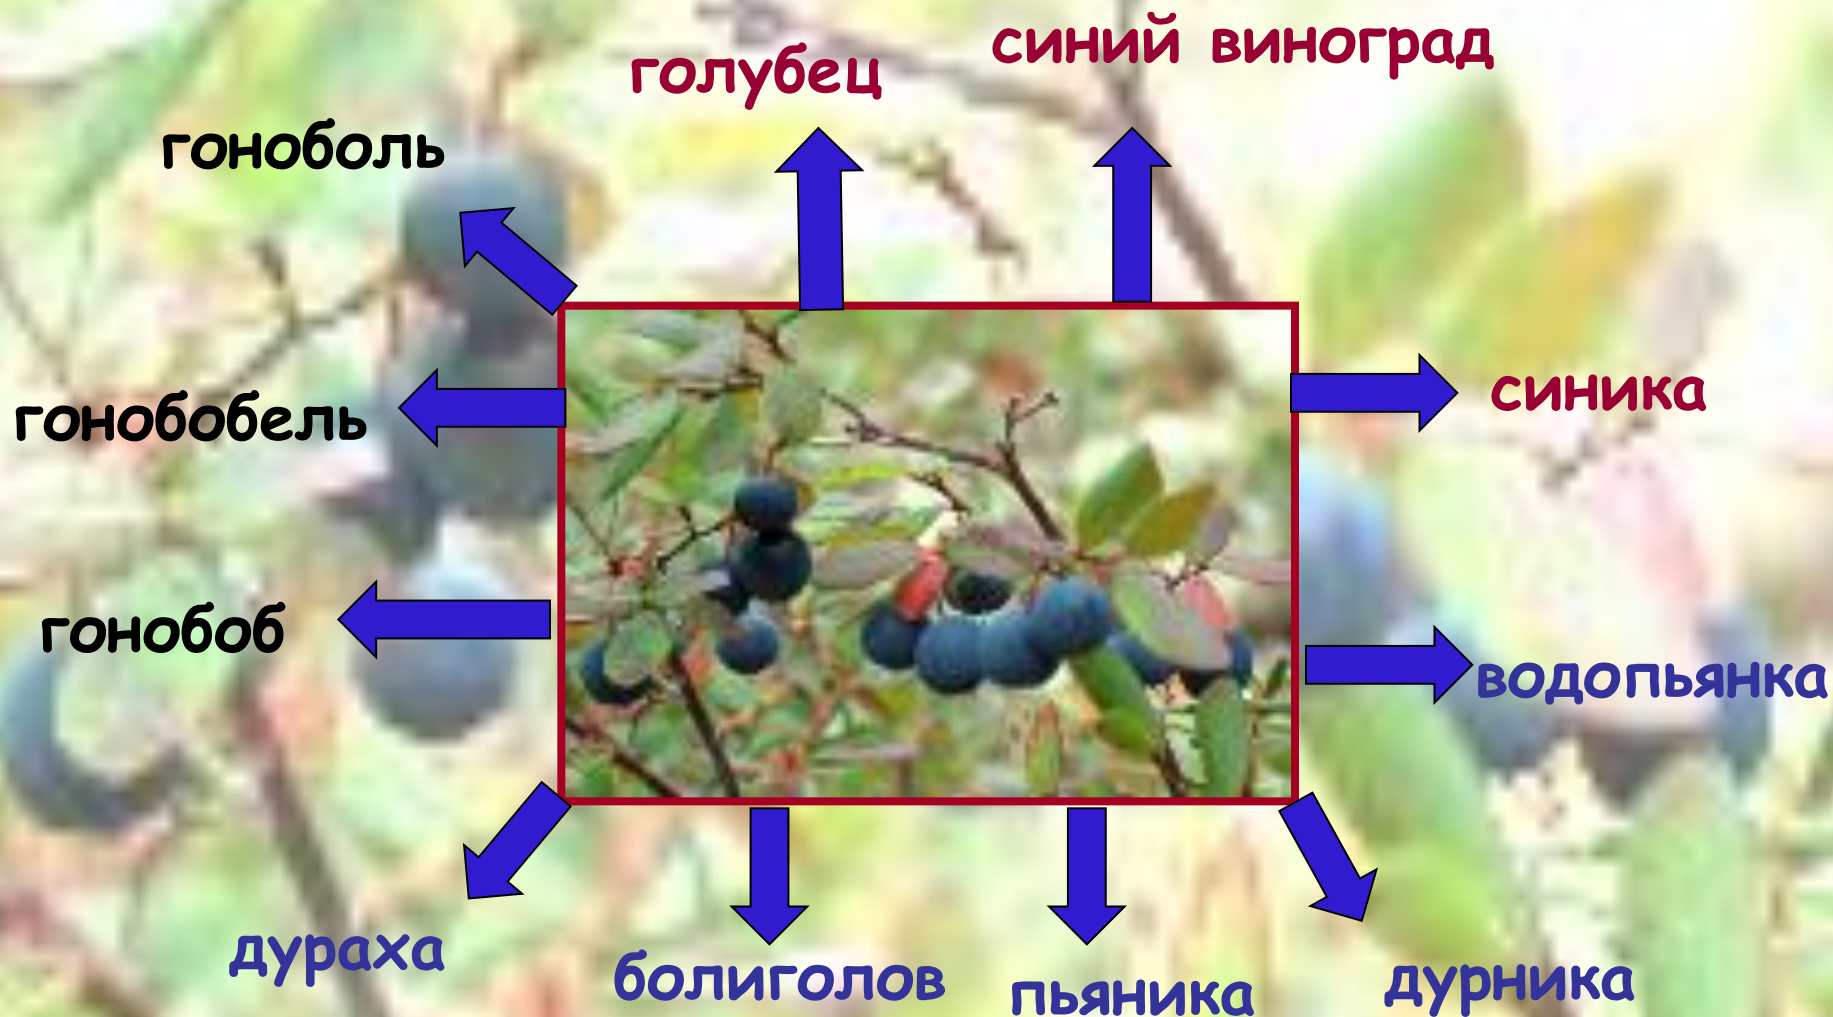 синий виноград
голубец
гоноболь
синика
гонобобель
гонобоб
водопьянка
дураха
болиголов
пьяника
дурника